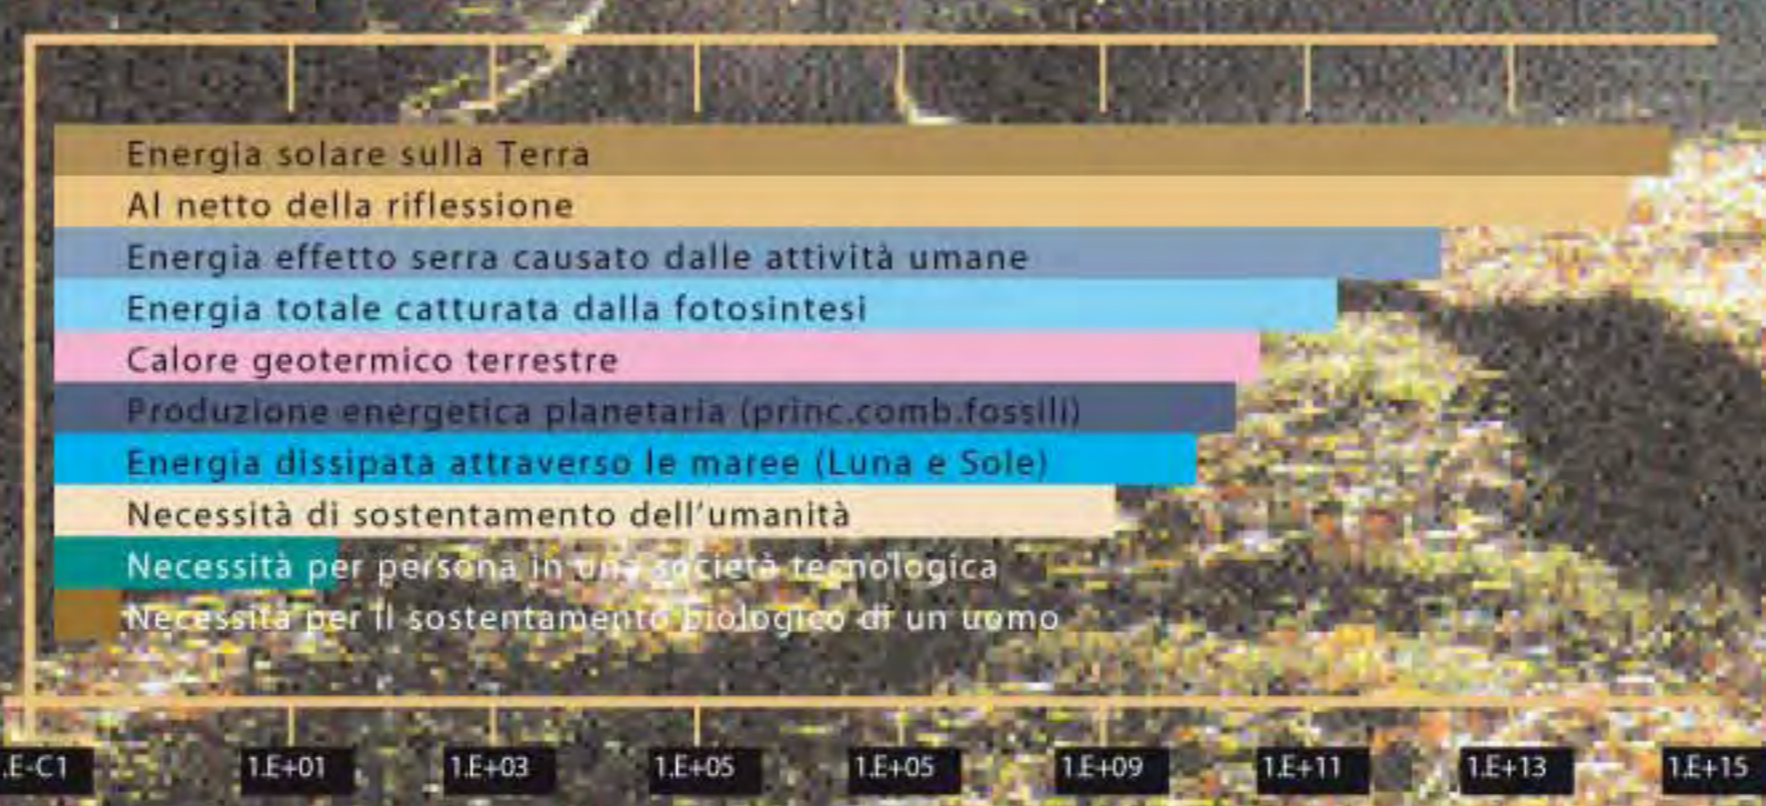 Energia solare sulla Terra
Al netto della riflessione
Energia effetto serra causato dalle attività umane
Energia totale catturata dalla fotosintesi
Calore geotermico terrestre
Produzione energetica planetaria (princ.comb.fossili)
Energia dissipata attraverso le maree (Luna e Sole)
Necessità di sostentamento dell'umanità
Necessità per persona in una società tecnologica
Necessità per il sostentamento biologico di un uomo
.E-C1 1.E+01 1.E+03 1.E+05 1.E+05 1.E+09 1.E+11 1.E+13 1.E+15